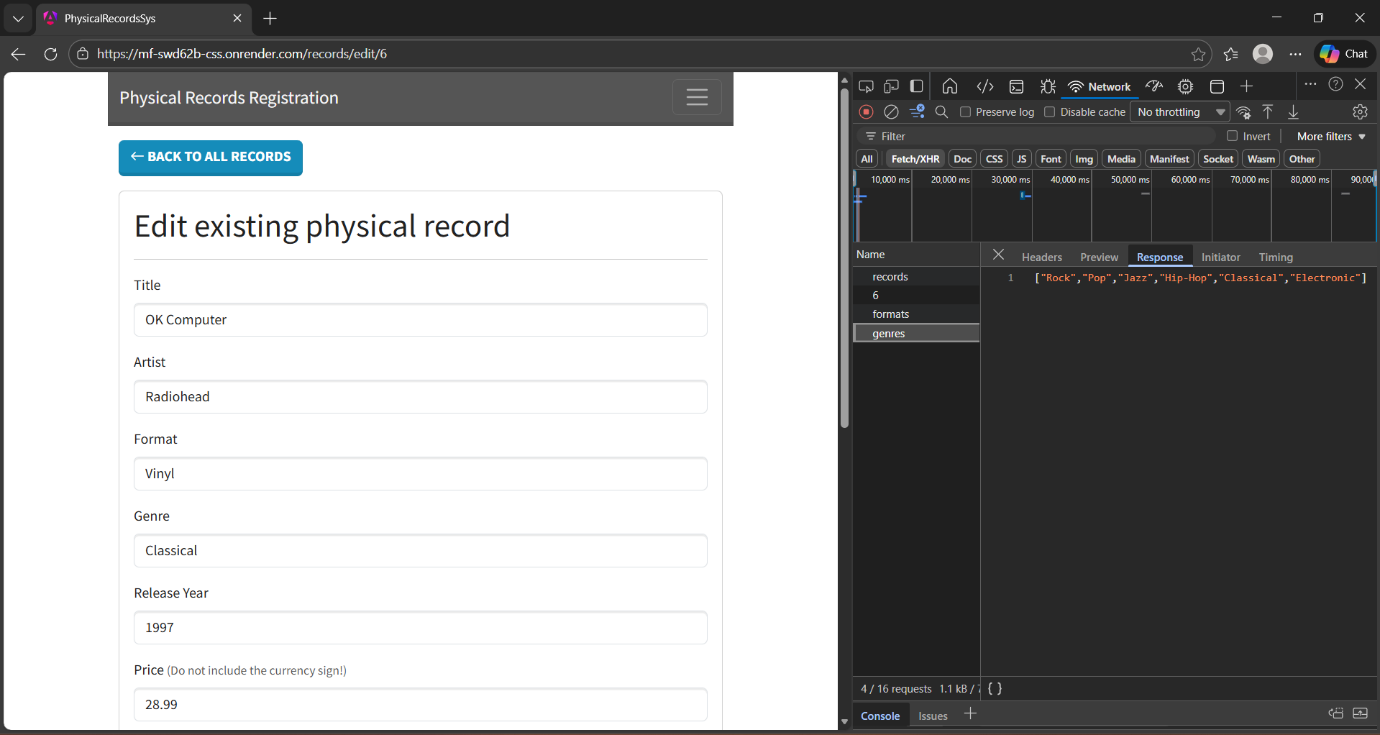 PhysicalRecordsSys
https://mf-swd62b-css.onrender.com/records/edit/6
Chat
Physical Records Registration
← BACK TO ALL RECORDS
Edit existing physical record
Title
OK Computer
Artist
Radiohead
Format
Vinyl
Genre
Classical
Release Year
1997
Price (Do not include the currency sign!)
28.99
Network
Preserve log
Disable cache
No throttling
Filter
Invert
More filters
All
Fetch/XHR
Doc
CSS
JS
Font
Img
Media
Manifest
Socket
Wasm
Other
10,000 ms
20,000 ms
30,000 ms
40,000 ms
50,000 ms
60,000 ms
70,000 ms
80,000 ms
90,00
Name
records
6
formats
genres
Headers
Preview
Response
Initiator
Timing
1 ["Rock","Pop","Jazz","Hip-Hop","Classical","Electronic"]
4 / 16 requests 1.1 kB /
{ }
Console
Issues